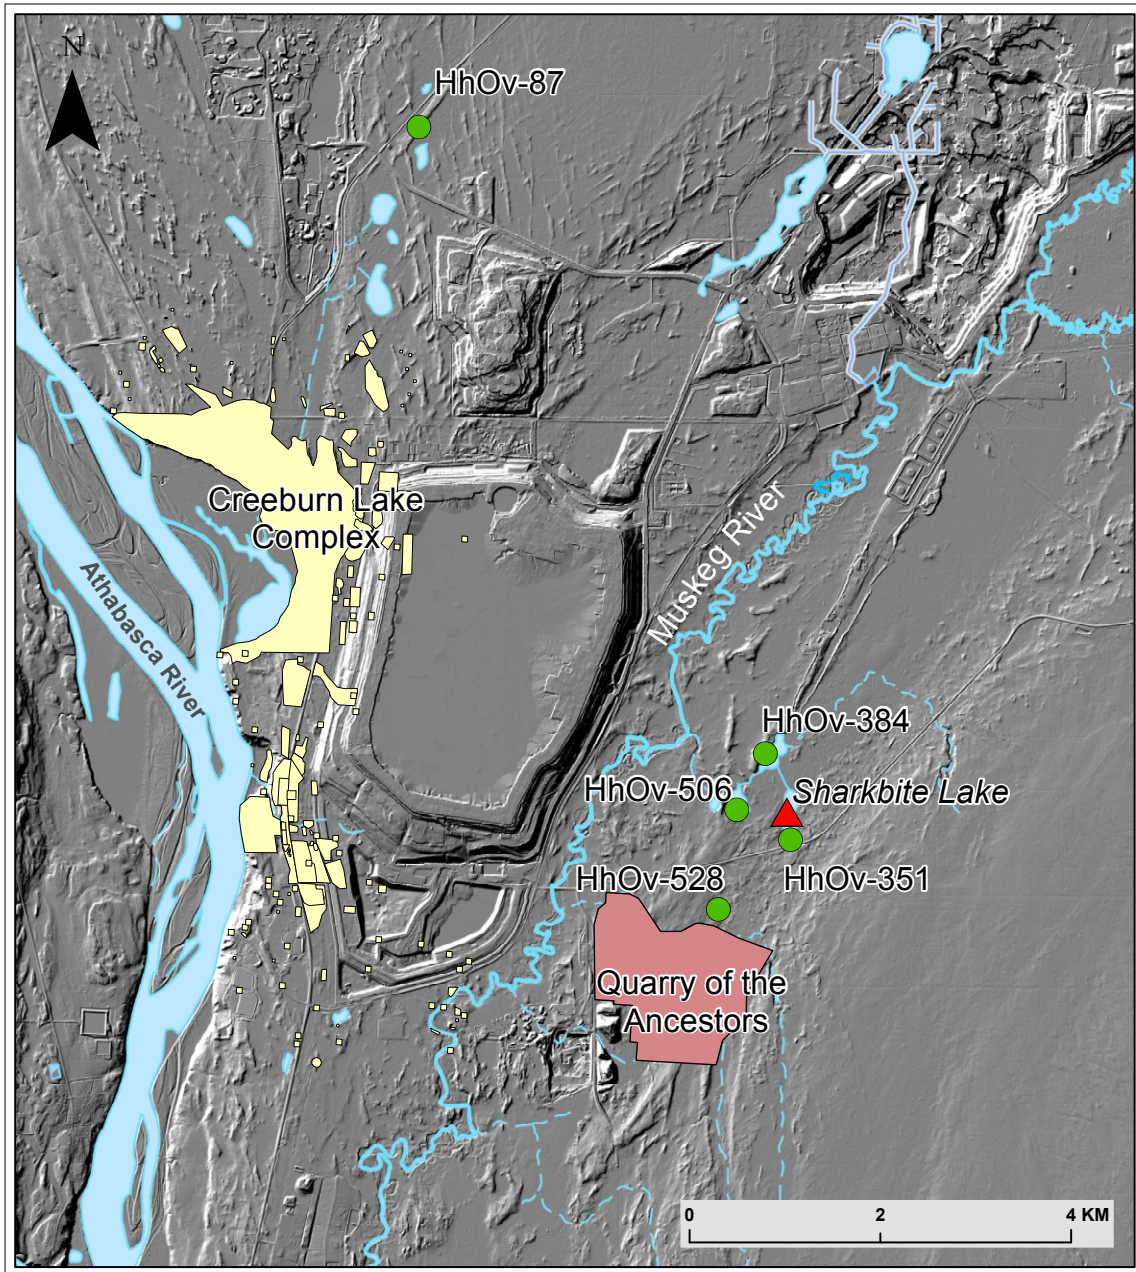 N
HhOv-87
Creeburn Lake
Complex
Athabasca River
Muskeg River
HhOv-384
HhOv-506
Sharkbite Lake
HhOv-528
HhOv-351
Quarry of the
Ancestors
0 2 4 KM